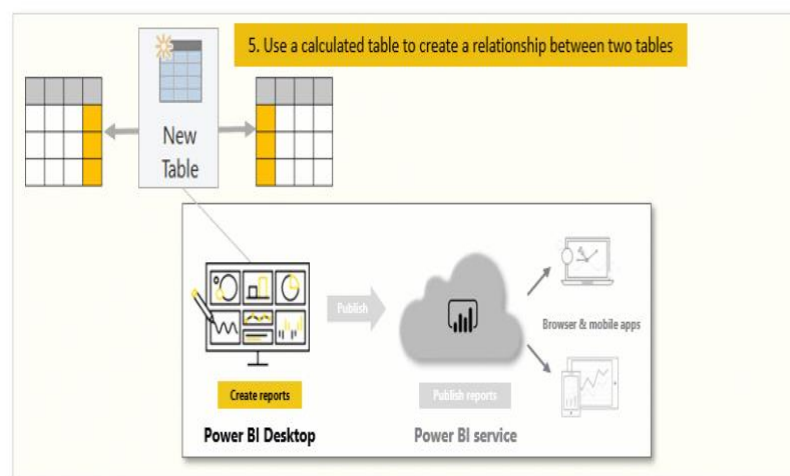 5. Use a calculated table to create a relationship between two tables
New
Table
Publish
Browser & mobile apps
Create reports
Publish reports
Power BI Desktop
Power BI service